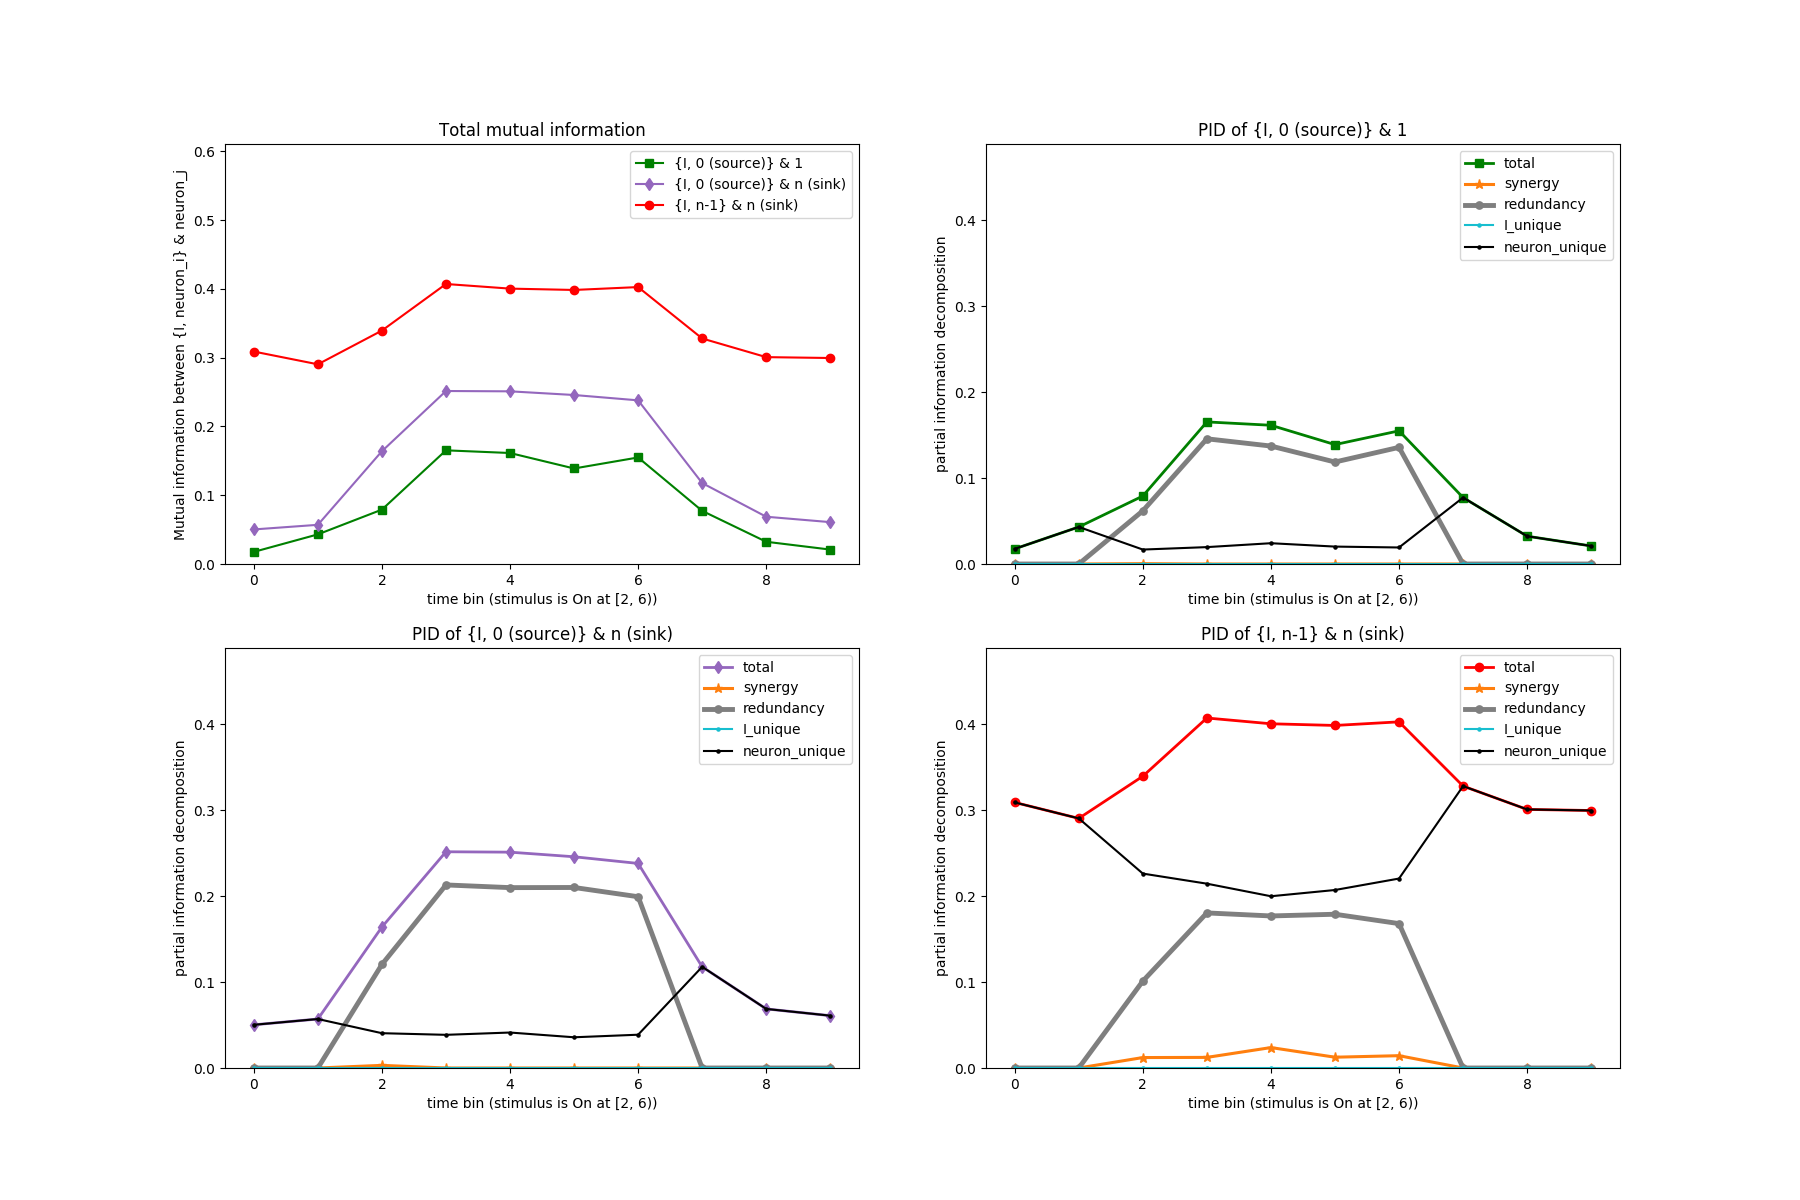 Total mutual information
Mutual information between {I, neuron_i} & neuron_j
0.6
0.5
0.4
0.3
0.2
0.1
0.0
{I, 0 (source)} & 1
{I, 0 (source)} & n (sink)
{I, n-1} & n (sink)
0 2 4 6 8
time bin (stimulus is On at [2, 6))
PID of {I, 0 (source)} & 1
partial information decomposition
0.4
0.3
0.2
0.1
0.0
total
synergy
redundancy
I_unique
neuron_unique
0 2 4 6 8
time bin (stimulus is On at [2, 6))
PID of {I, 0 (source)} & n (sink)
partial information decomposition
0.4
0.3
0.2
0.1
0.0
total
synergy
redundancy
I_unique
neuron_unique
0 2 4 6 8
time bin (stimulus is On at [2, 6))
PID of {I, n-1} & n (sink)
partial information decomposition
0.4
0.3
0.2
0.1
0.0
total
synergy
redundancy
I_unique
neuron_unique
0 2 4 6 8
time bin (stimulus is On at [2, 6))